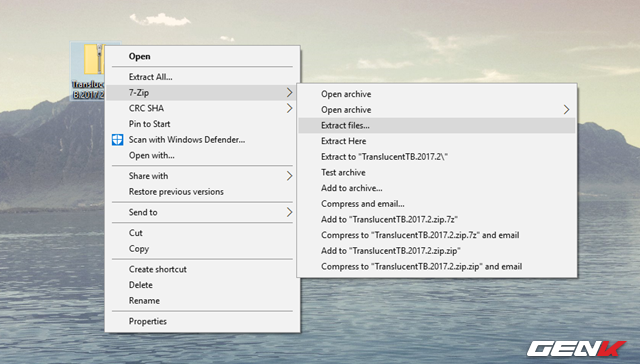 Open
Extract All...
7-Zip
CRC SHA
Pin to Start
Scan with Windows Defender...
Open with...
Share with
Restore previous versions
Send to
Cut
Copy
Create shortcut
Delete
Rename
Properties
Open archive
Open archive
Extract files...
Extract Here
Extract to "TranslucentTB.2017.2\"
Test archive
Add to archive...
Compress and email...
Add to "TranslucentTB.2017.2.zip.7z"
Compress to "TranslucentTB.2017.2.zip.7z" and email
Add to "TranslucentTB.2017.2.zip.zip"
Compress to "TranslucentTB.2017.2.zip.zip" and email
GENK